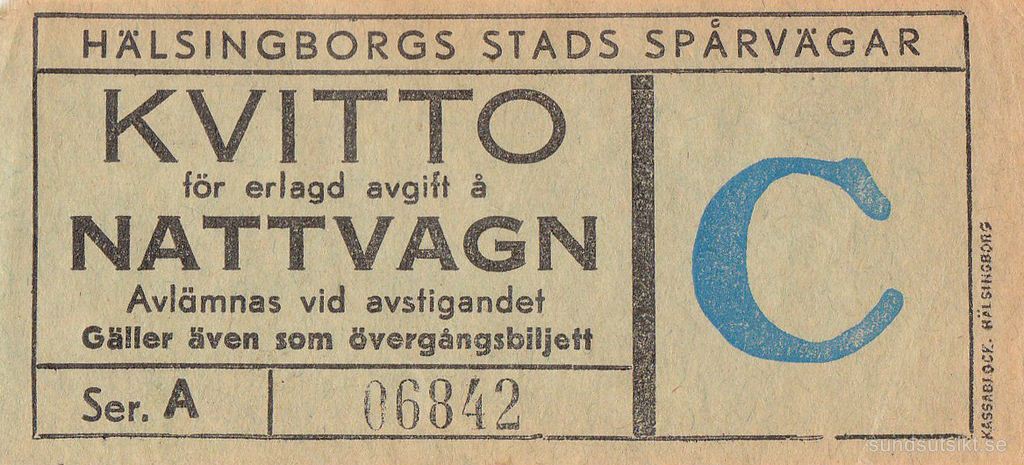 HÄLSINGBORGS STADS SPÅRVÄGAR
KVITTO
för erlagd avgift å
NATTVAGN
Avlämnas vid avstigandet
Gäller även som övergångsbiljett
Ser. A
06842
C
KASSABLOCK. HÄLSINGBORG
sundsutsikt.se